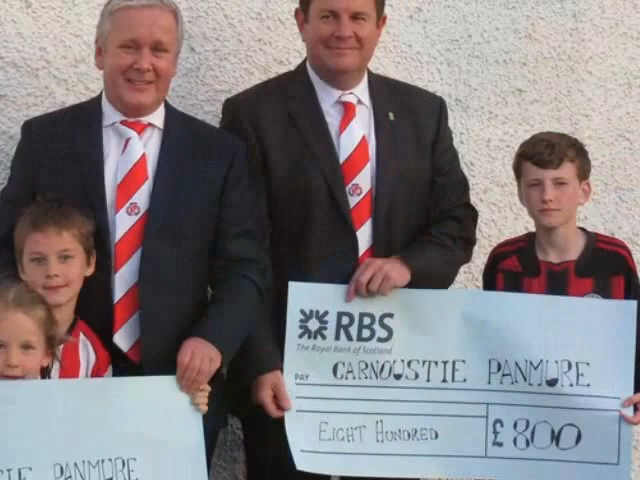 RBS
The Royal Bank of Scotland
PAY CARNOUSTIE PANMURE
EIGHT HUNDRED £800
PANMURE